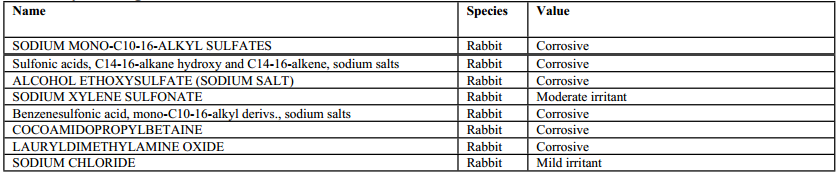 Name Species Value
SODIUM MONO-C10-16-ALKYL SULFATES Rabbit Corrosive
Sulfonic acids, C14-16-alkane hydroxy and C14-16-alkene, sodium salts Rabbit Corrosive
ALCOHOL ETHOXYSULFATE (SODIUM SALT) Rabbit Corrosive
SODIUM XYLENE SULFONATE Rabbit Moderate irritant
Benzenesulfonic acid, mono-C10-16-alkyl derivs., sodium salts Rabbit Corrosive
COCOAMIDOPROPYLBETAINE Rabbit Corrosive
LAURYLDIMETHYLAMINE OXIDE Rabbit Corrosive
SODIUM CHLORIDE Rabbit Mild irritant